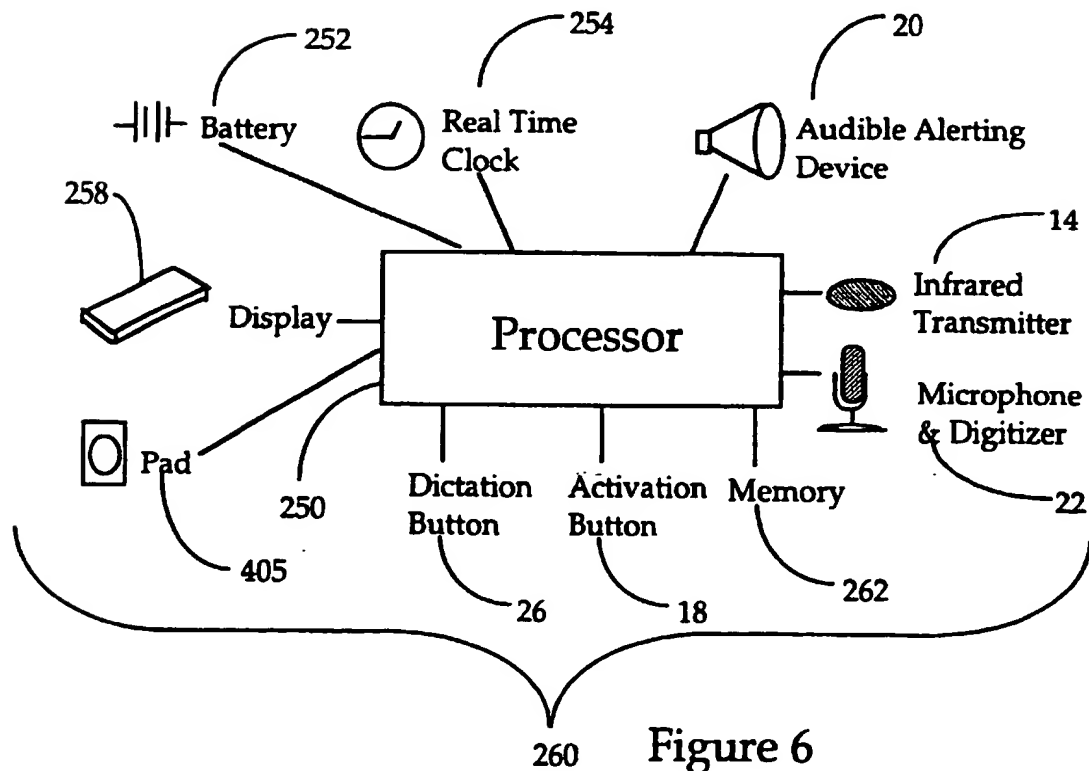 252
254
20
Battery
Real Time
Clock
Audible Alerting
Device
258
14
Display
Processor
Infrared
Transmitter
Microphone
& Digitizer
Pad
250
Dictation
Button
Activation
Button
Memory
22
405
26
18
262
260
Figure 6